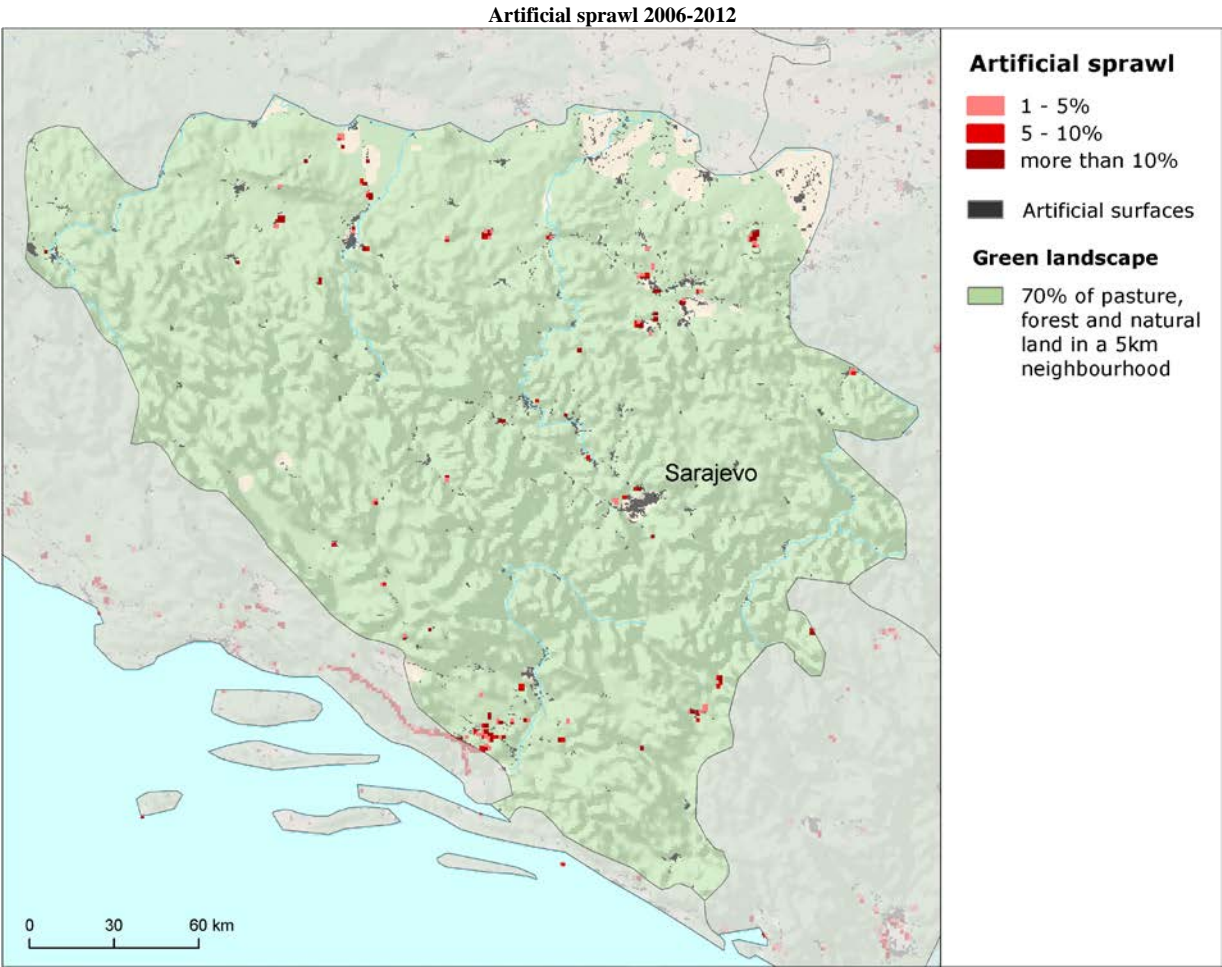 Artificial sprawl 2006-2012
Artificial sprawl
1 - 5%
5 - 10%
more than 10%
Artificial surfaces
Green landscape
70% of pasture,
forest and natural
land in a 5km
neighbourhood
Sarajevo
0 30 60 km